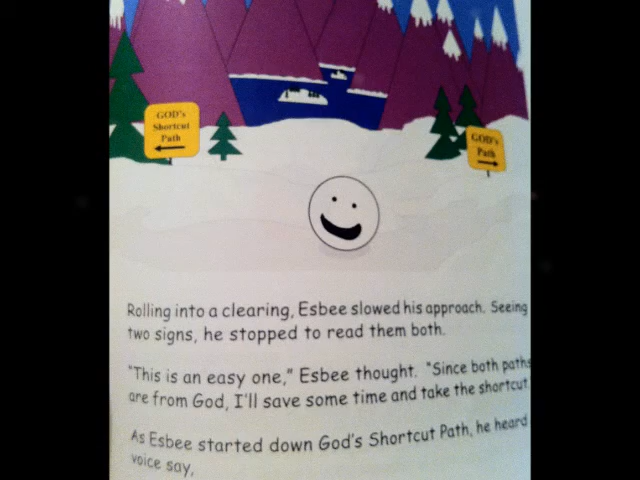 GOD's
Shortcut
Path
GOD's
Path
Rolling into a clearing, Esbee slowed his approach. Seeing
two signs, he stopped to read them both.
"This is an easy one," Esbee thought. "Since both paths
are from God, I'll save some time and take the shortcut
As Esbee started down God's Shortcut Path, he heard
voice say,